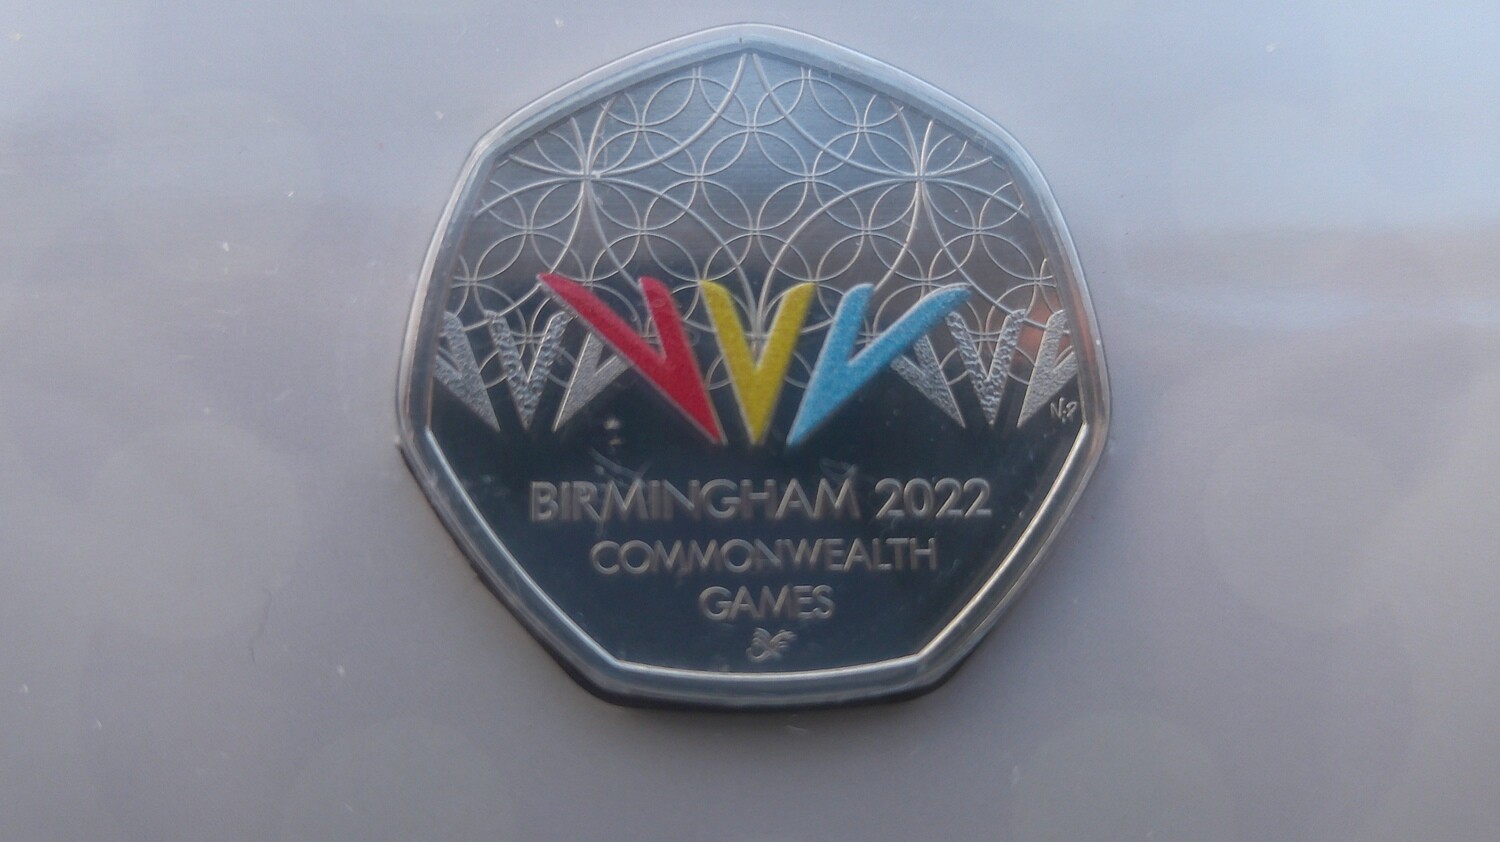 N.P
BIRMINGHAM 2022
COMMONWEALTH
GAMES